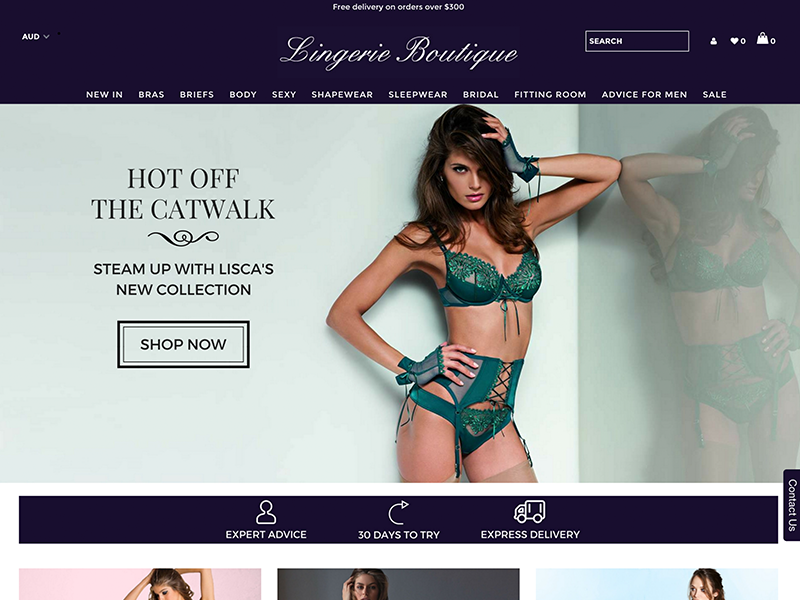 Free delivery on orders over $300
AUD
Lingerie Boutique
SEARCH
0
0
NEW IN BRAS BRIEFS BODY SEXY SHAPEWEAR SLEEPWEAR BRIDAL FITTING ROOM ADVICE FOR MEN SALE
HOT OFF
THE CATWALK
STEAM UP WITH LISCA'S
NEW COLLECTION
SHOP NOW
Contact Us
EXPERT ADVICE
30 DAYS TO TRY
EXPRESS DELIVERY